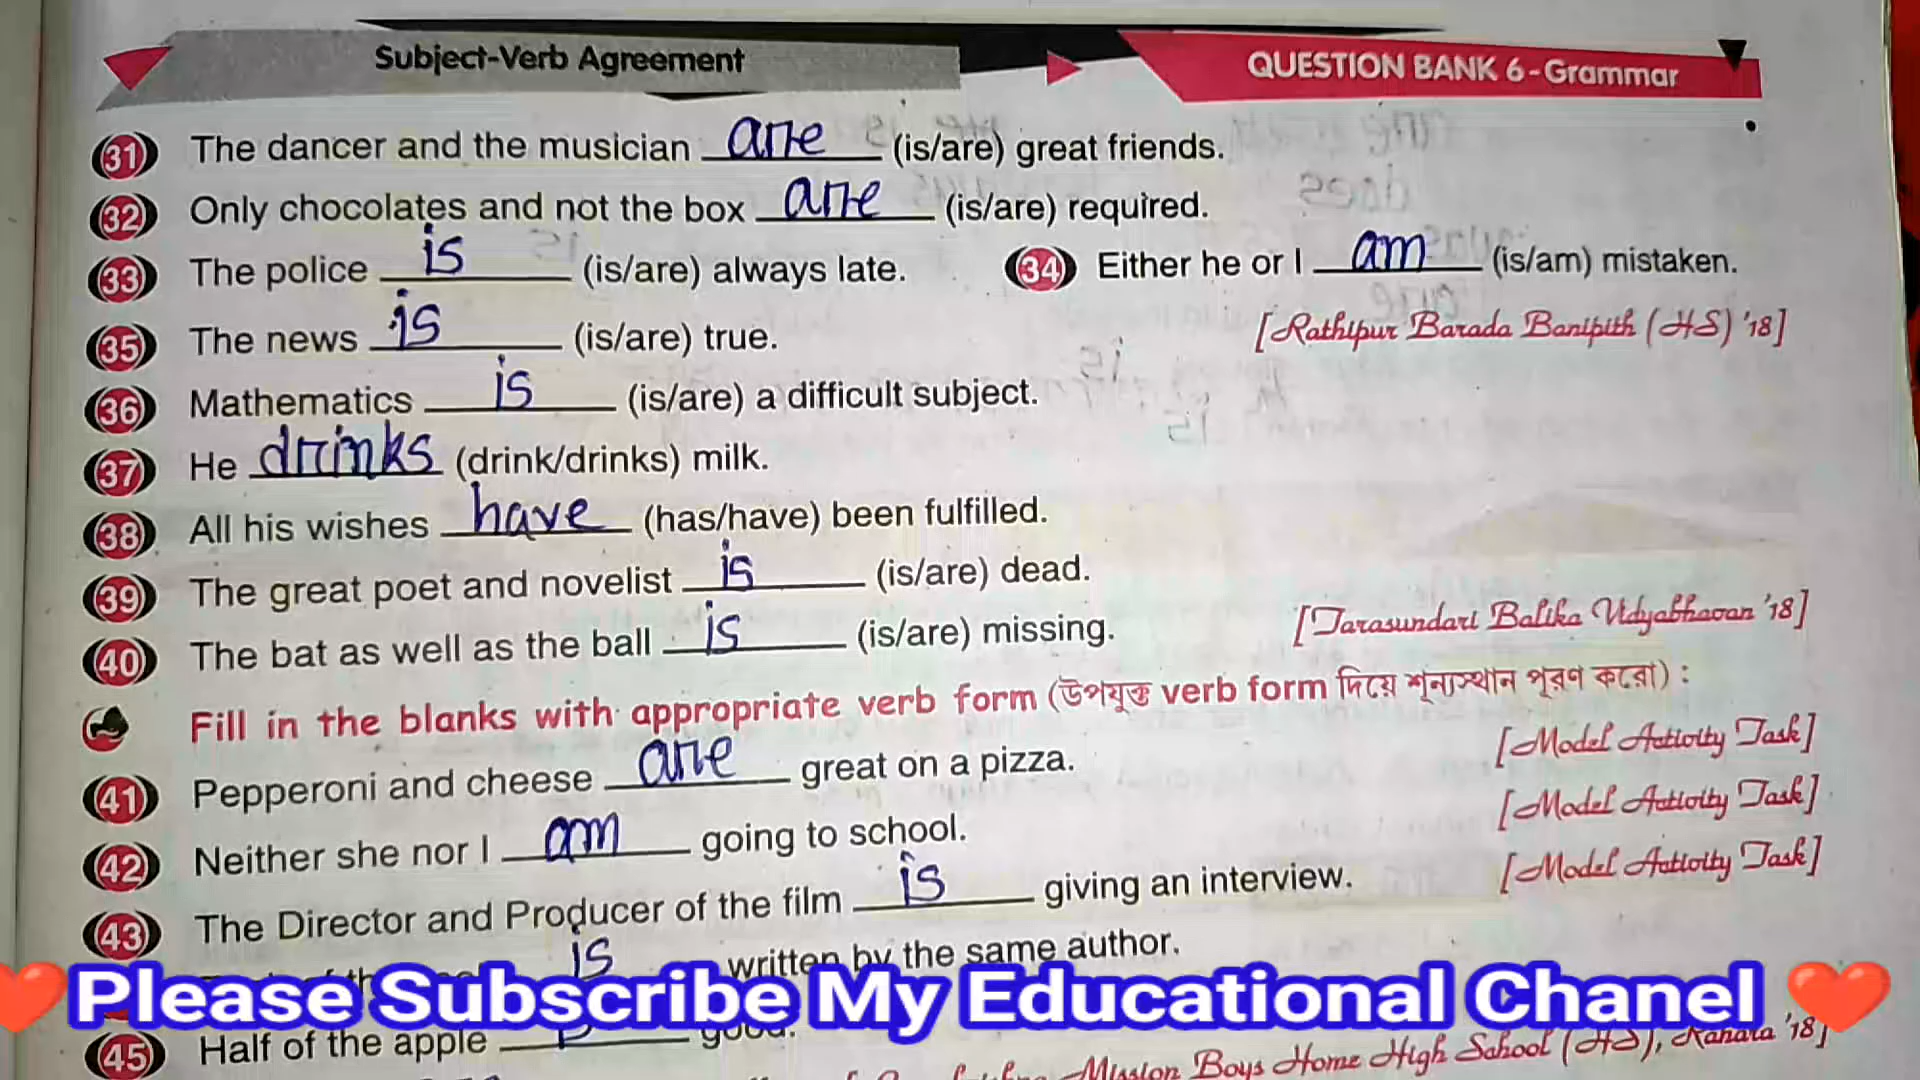 Subject-Verb Agreement
QUESTION BANK 6-Grammar
31 The dancer and the musician are (is/are) great friends.
32 Only chocolates and not the box are (is/are) required.
33 The police is (is/are) always late. 34 Either he or I am (is/am) mistaken.
[Rathipur Barada Banipith (HS) '18]
35 The news is (is/are) true.
36 Mathematics is (is/are) a difficult subject.
37 He drinks (drink/drinks) milk.
38 All his wishes have (has/have) been fulfilled.
39 The great poet and novelist is (is/are) dead.
[Tarasundari Balika Vidyabhavan '18]
40 The bat as well as the ball is (is/are) missing.
Fill in the blanks with appropriate verb form (উপযুক্ত verb form দিয়ে শূন্যস্থান পূরণ করো) :
41 Pepperoni and cheese are great on a pizza. [Model Activity Task]
42 Neither she nor I am going to school. [Model Activity Task]
43 The Director and Producer of the film is giving an interview. [Model Activity Task]
is written by the same author.
Please Subscribe My Educational Chanel
45 Half of the apple good.
Mission Boys Home High School (HS), Rahara '18]